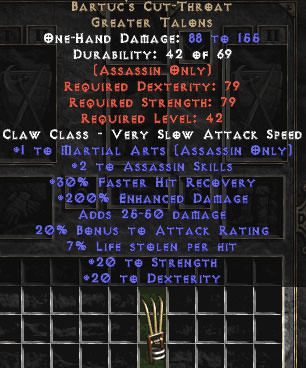 Bartuc's Cut-Throat
Greater Talons
One-Hand Damage: 88 to 155
Durability: 42 of 69
(Assassin Only)
Required Dexterity: 79
Required Strength: 79
Required Level: 42
Claw Class - Very Slow Attack Speed
+1 to Martial Arts (Assassin Only)
+2 to Assassin Skills
+30% Faster Hit Recovery
+200% Enhanced Damage
Adds 25-50 damage
20% Bonus to Attack Rating
7% Life stolen per hit
+20 to Strength
+20 to Dexterity